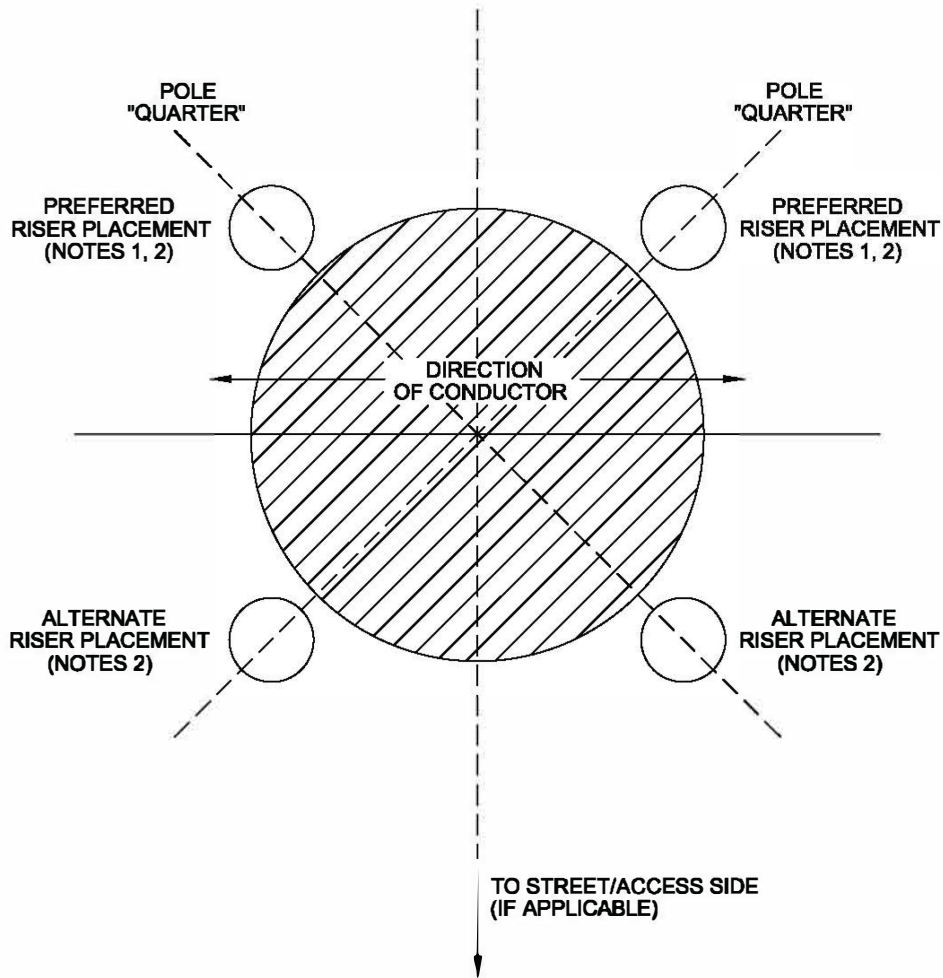 POLE
"QUARTER"
POLE
"QUARTER"
PREFERRED
RISER PLACEMENT
(NOTES 1, 2)
PREFERRED
RISER PLACEMENT
(NOTES 1, 2)
DIRECTION
OF CONDUCTOR
ALTERNATE
RISER PLACEMENT
(NOTES 2)
ALTERNATE
RISER PLACEMENT
(NOTES 2)
TO STREET/ACCESS SIDE
(IF APPLICABLE)